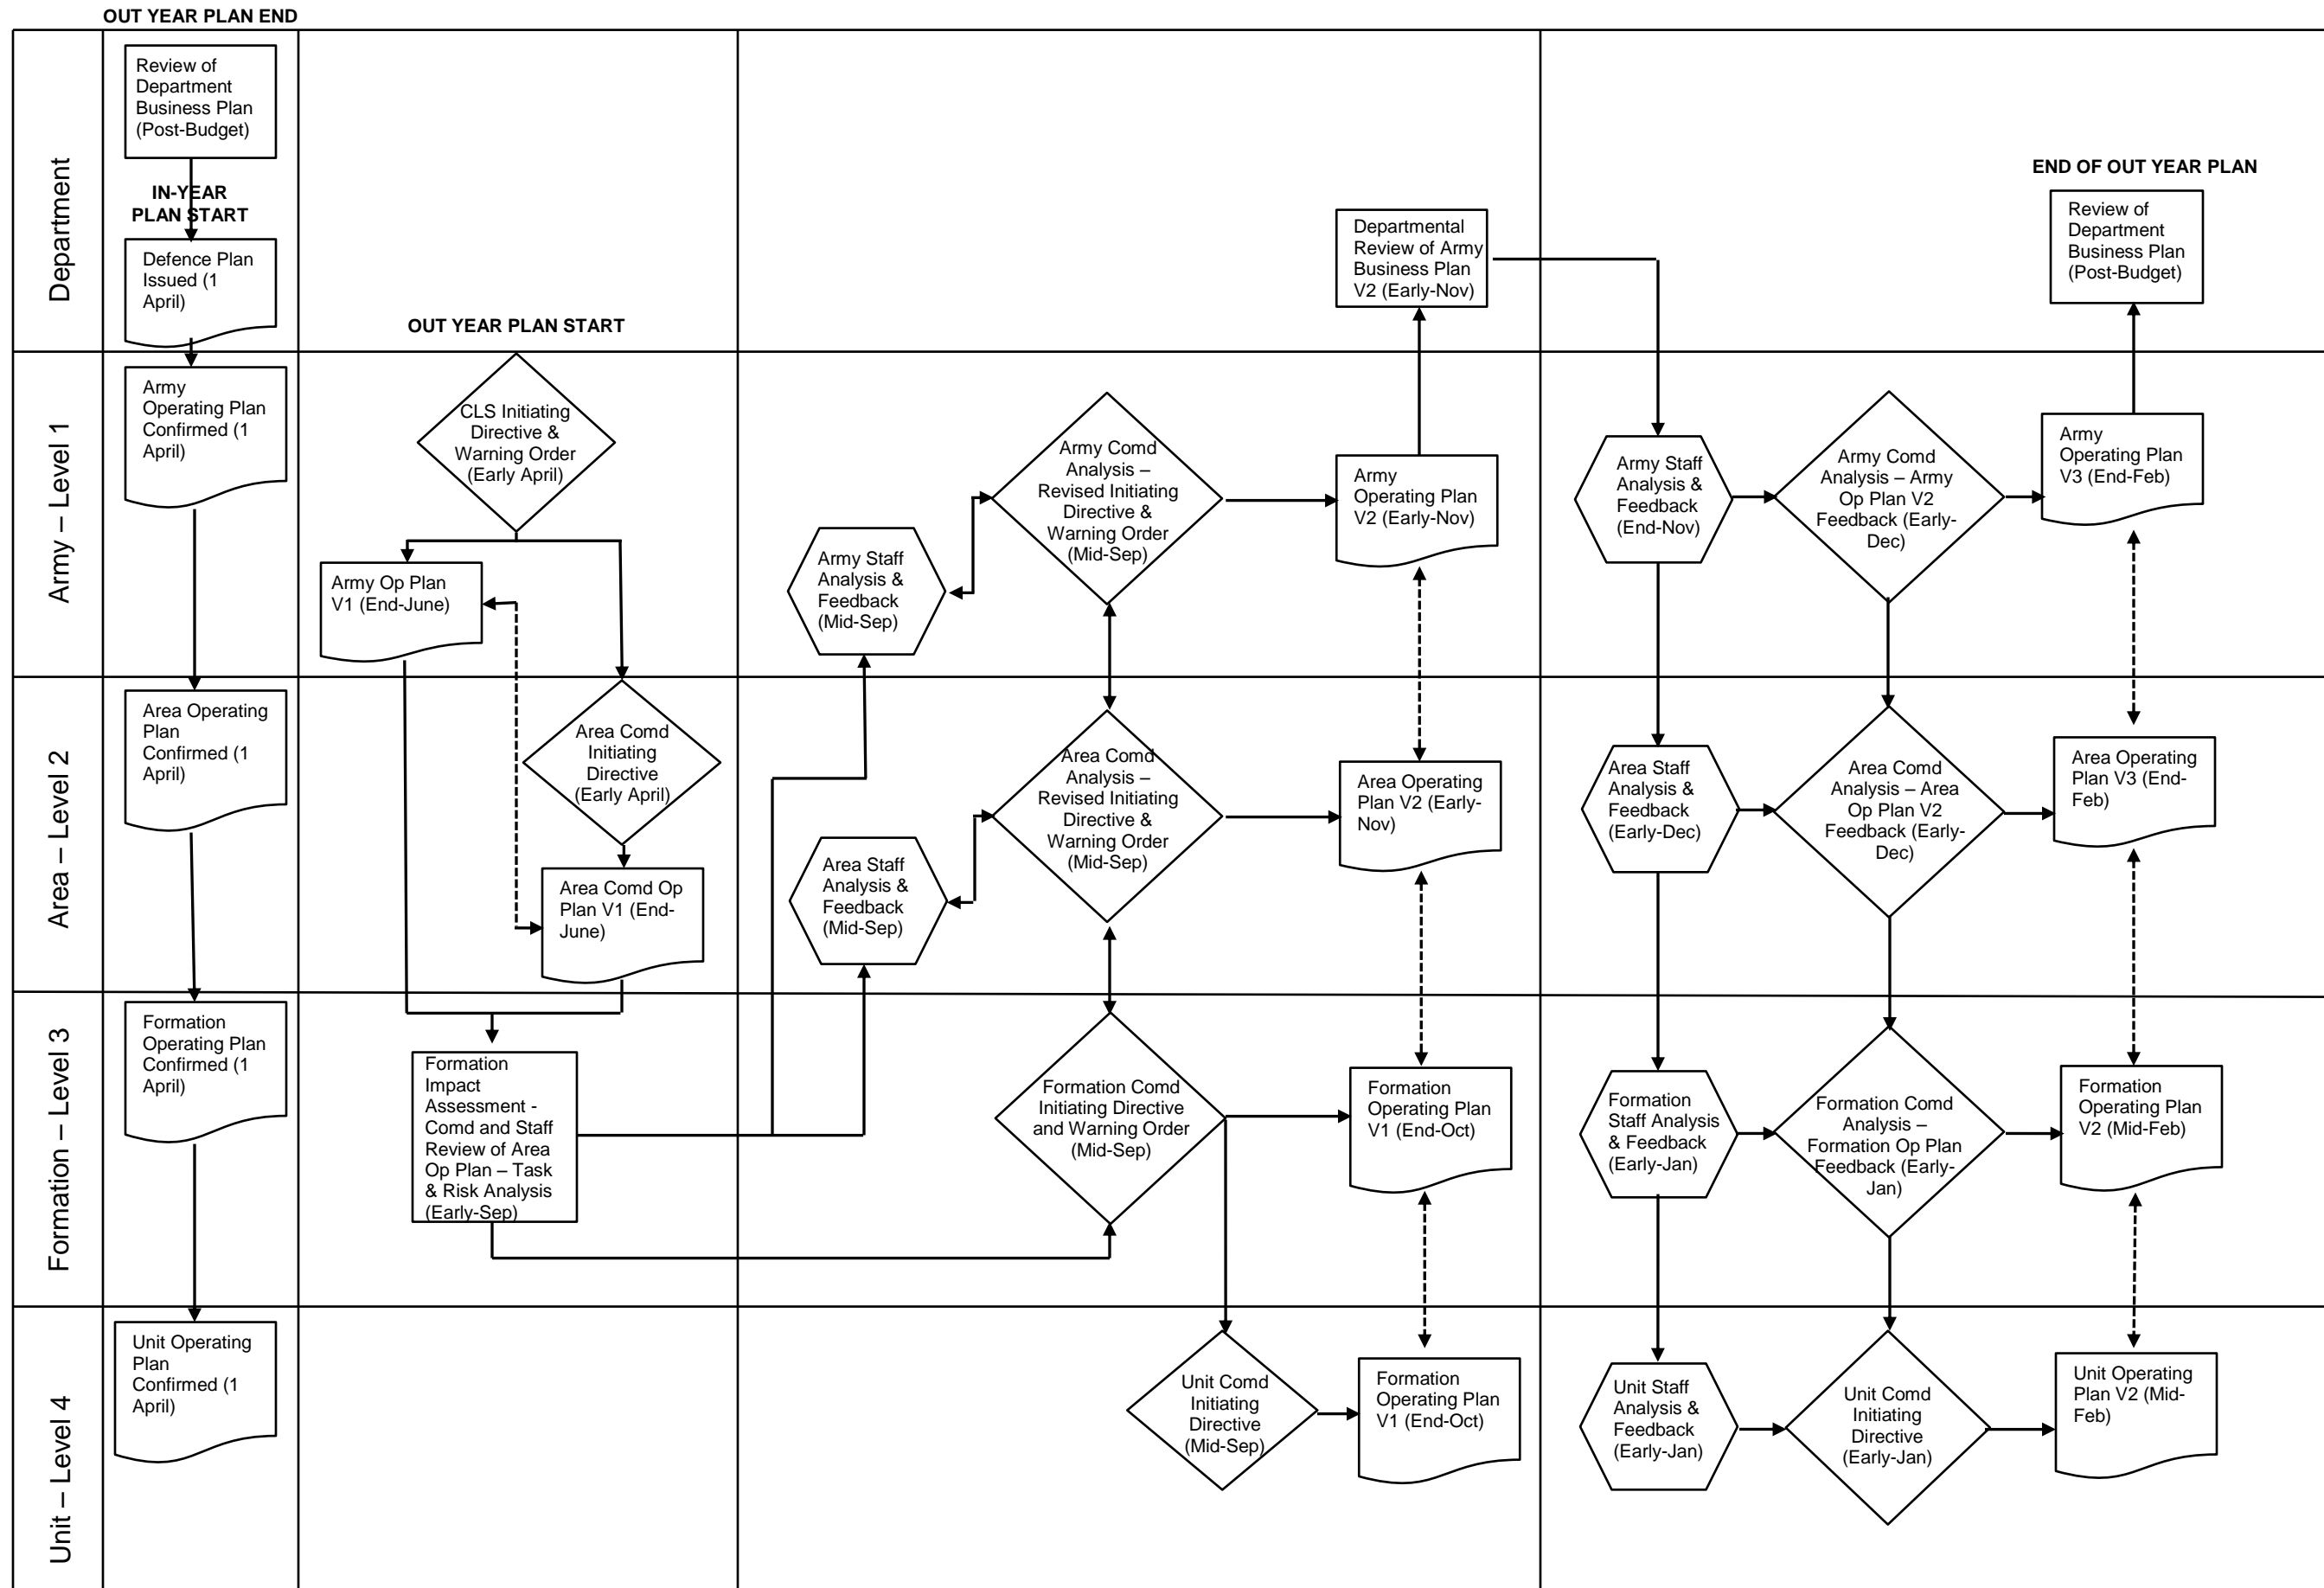 OUT YEAR PLAN END
Department
Review of
Department
Business Plan
(Post-Budget)
IN-YEAR
PLAN START
Defence Plan
Issued (1
April)
OUT YEAR PLAN START
Departmental
Review of Army
Business Plan
V2 (Early-Nov)
END OF OUT YEAR PLAN
Review of
Department
Business Plan
(Post-Budget)
Army – Level 1
Army
Operating Plan
Confirmed (1
April)
CLS Initiating
Directive &
Warning Order
(Early April)
Army Op Plan
V1 (End-June)
Army Staff
Analysis &
Feedback
(Mid-Sep)
Army Comd
Analysis –
Revised Initiating
Directive &
Warning Order
(Mid-Sep)
Army
Operating Plan
V2 (Early-Nov)
Army Staff
Analysis &
Feedback
(End-Nov)
Army Comd
Analysis – Army
Op Plan V2
Feedback (Early-
Dec)
Army
Operating Plan
V3 (End-Feb)
Area – Level 2
Area Operating
Plan
Confirmed (1
April)
Area Comd
Initiating
Directive
(Early April)
Area Comd Op
Plan V1 (End-
June)
Area Staff
Analysis &
Feedback
(Mid-Sep)
Area Comd
Analysis –
Revised Initiating
Directive &
Warning Order
(Mid-Sep)
Area Operating
Plan V2 (Early-
Nov)
Area Staff
Analysis &
Feedback
(Early-Dec)
Area Comd
Analysis – Area
Op Plan V2
Feedback (Early-
Dec)
Area Operating
Plan V3 (End-
Feb)
Formation – Level 3
Formation
Operating Plan
Confirmed (1
April)
Formation
Impact
Assessment -
Comd and Staff
Review of Area
Op Plan – Task
& Risk Analysis
(Early-Sep)
Formation Comd
Initiating Directive
and Warning Order
(Mid-Sep)
Formation
Operating Plan
V1 (End-Oct)
Formation
Staff Analysis
& Feedback
(Early-Jan)
Formation Comd
Analysis –
Formation Op Plan
Feedback (Early-
Jan)
Formation
Operating Plan
V2 (Mid-Feb)
Unit – Level 4
Unit Operating
Plan
Confirmed (1
April)
Unit Comd
Initiating
Directive
(Mid-Sep)
Formation
Operating Plan
V1 (End-Oct)
Unit Staff
Analysis &
Feedback
(Early-Jan)
Unit Comd
Initiating
Directive
(Early-Jan)
Unit Operating
Plan V2 (Mid-
Feb)